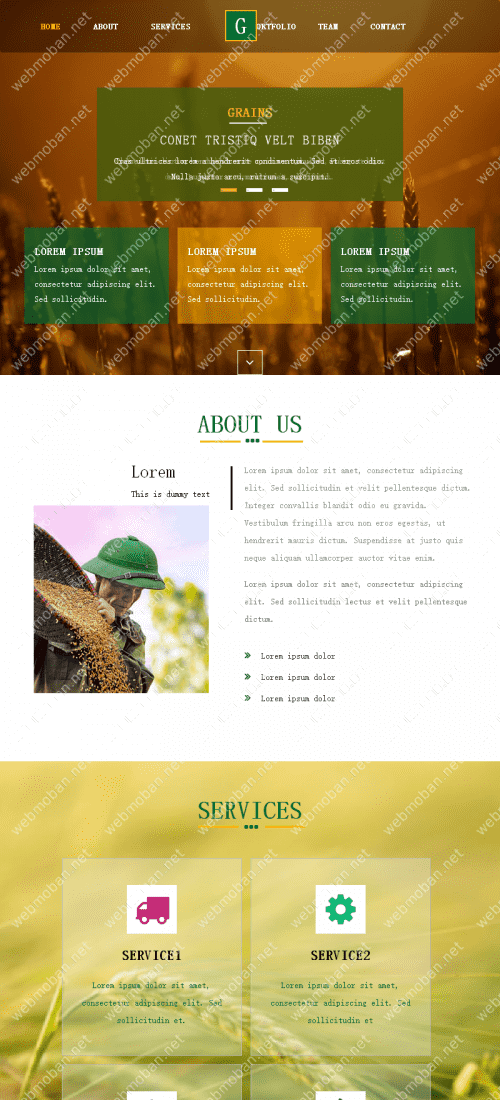 HOME ABOUT SERVICES G PORTFOLIO TEAM CONTACT
GRAINS
CONET TRISTIQ VELT BIBEN
Cras ultrices lorem a hendrerit condimentum. Sed it eros odio.
Nulla justo arcu, rutrum a suscipit.
LOREM IPSUM
Lorem ipsum dolor sit amet,
consectetur adipiscing elit.
Sed sollicitudin.
LOREM IPSUM
Lorem ipsum dolor sit amet,
consectetur adipiscing elit.
Sed sollicitudin.
LOREM IPSUM
Lorem ipsum dolor sit amet,
consectetur adipiscing elit.
Sed sollicitudin.
ABOUT US
Lorem
This is dummy text
Lorem ipsum dolor sit amet, consectetur adipiscing
elit. Sed sollicitudin et velit pellentesque dictum.
Integer convallis blandit odio eu gravida.
Vestibulum fringilla arcu non eros egestas, ut
hendrerit mauris dictum. Suspendisse at justo quis
neque aliquam ullamcorper auctor vitae enim.
Lorem ipsum dolor sit amet, consectetur adipiscing
elit. Sed sollicitudin lectus et velit pellentesque
dictum.
Lorem ipsum dolor
Lorem ipsum dolor
Lorem ipsum dolor
SERVICES
SERVICE1
Lorem ipsum dolor sit amet,
consectetur adipiscing elit. Sed
sollicitudin et.
SERVICE2
Lorem ipsum dolor sit amet,
consectetur adipiscing elit. Sed
sollicitudin et
webmoban.net